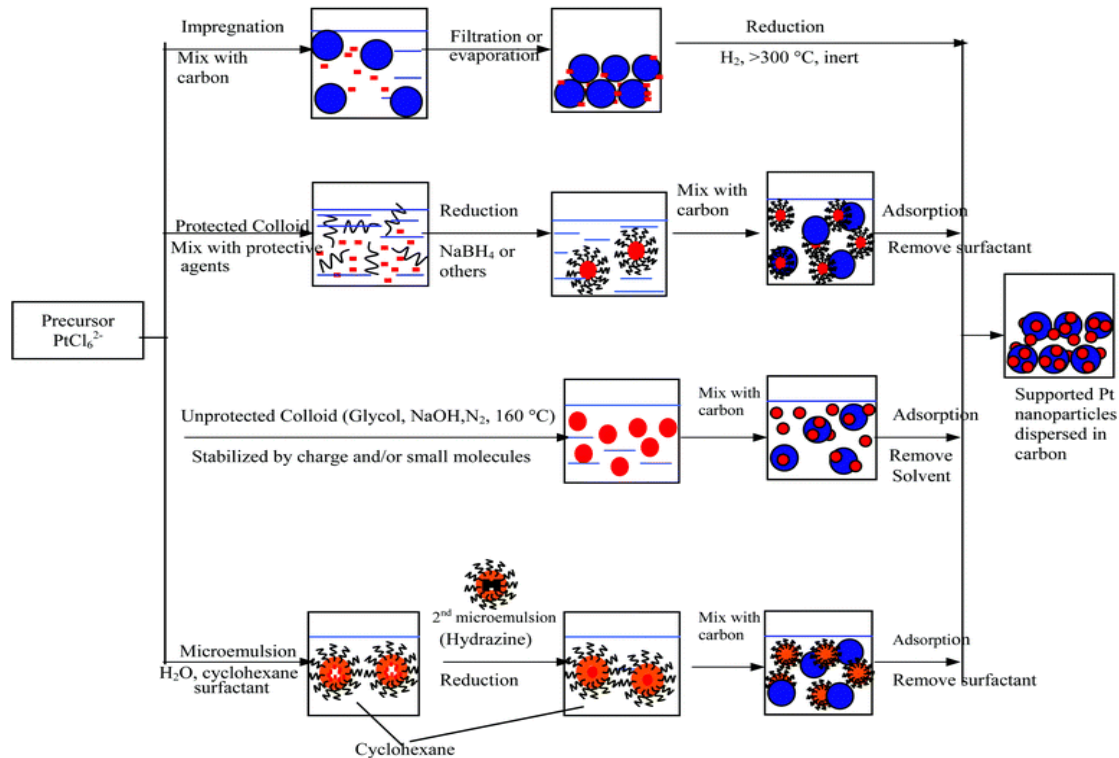 Impregnation
Mix with
carbon
Filtration or
evaporation
Reduction
H₂, >300 °C, inert
Protected Colloid
Mix with protective
agents
Reduction
NaBH₄ or
others
Mix with
carbon
Adsorption
Remove surfactant
Precursor
PtCl₆²⁻
Supported Pt
nanoparticles
dispersed in
carbon
Unprotected Colloid (Glycol, NaOH,N₂, 160 °C)
Stabilized by charge and/or small molecules
Mix with
carbon
Adsorption
Remove
Solvent
Microemulsion
H₂O, cyclohexane
surfactant
2ⁿᵈ microemulsion
(Hydrazine)
Reduction
Mix with
carbon
Adsorption
Remove surfactant
Cyclohexane